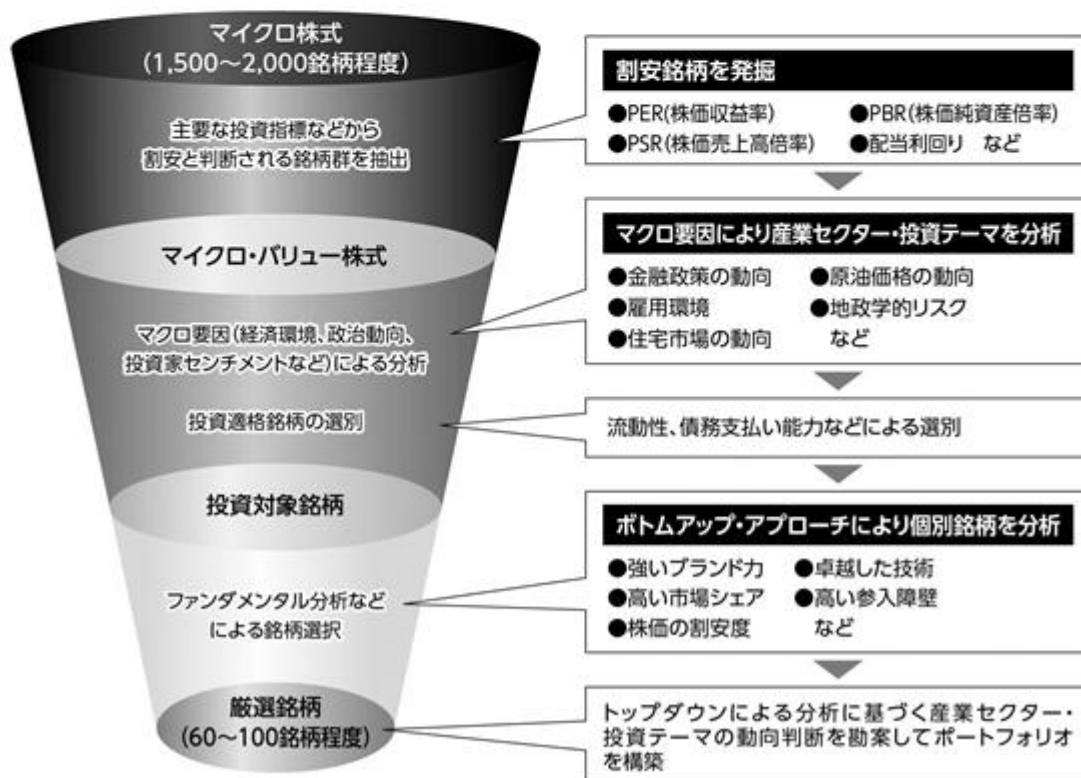 マイクロ株式
(1,500～2,000銘柄程度)
主要な投資指標などから
割安と判断される銘柄群を抽出
マイクロ・バリュー株式
マクロ要因(経済環境、政治動向、
投資家センチメントなど)による分析
投資適格銘柄の選別
投資対象銘柄
ファンダメンタル分析など
による銘柄選択
厳選銘柄
(60～100銘柄程度)
割安銘柄を発掘
●PER(株価収益率) ●PBR(株価純資産倍率)
●PSR(株価売上高倍率) ●配当利回り など
マクロ要因により産業セクター・投資テーマを分析
●金融政策の動向 ●原油価格の動向
●雇用環境 ●地政学的リスク
●住宅市場の動向 など
流動性、債務支払い能力などによる選別
ボトムアップ・アプローチにより個別銘柄を分析
●強いブランド力 ●卓越した技術
●高い市場シェア ●高い参入障壁
●株価の割安度 など
トップダウンによる分析に基づく産業セクター・
投資テーマの動向判断を勘案してポートフォリオ
を構築